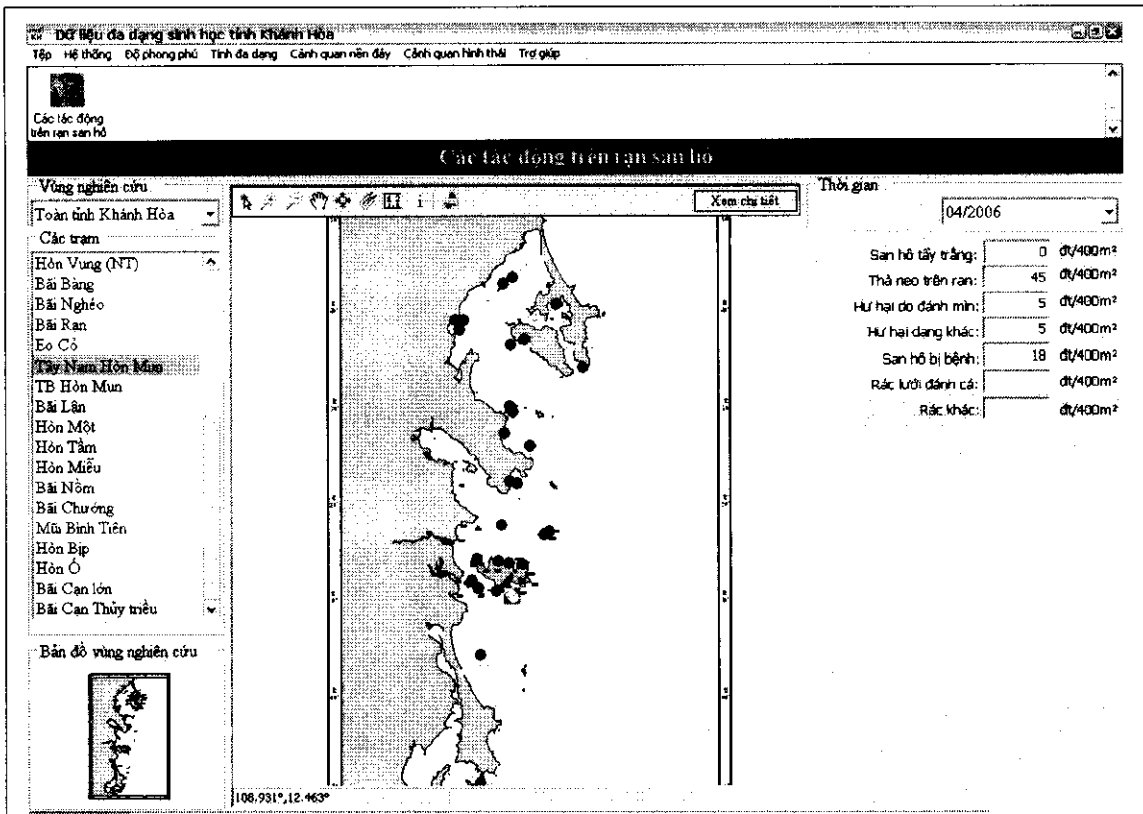 Dữ liệu đa dạng sinh học tỉnh Khánh Hòa
Tệp Hệ thống Độ phong phú Tính đa dạng Cảnh quan nền đáy Cảnh quan hình thái Trợ giúp
Các tác động
trên rạn san hô
Các tác động trên rạn san hô
Vùng nghiên cứu
Toàn tỉnh Khánh Hòa
Các trạm
Hòn Vung (NT)
Bãi Bàng
Bãi Nghéo
Bãi Ran
Eo Cỏ
Tây Nam Hòn Mun
TB Hòn Mun
Bãi Lận
Hòn Một
Hòn Tằm
Hòn Miễu
Bãi Nồm
Bãi Chướng
Mũi Bình Tiên
Hòn Bịp
Hòn Ó
Bãi Cạn lớn
Bãi Cạn Thủy triều
Bản đồ vùng nghiên cứu
Xem chi tiết
108.931°,12.463°
Thời gian
04/2006
San hô tẩy trắng: 0 đt/400m²
Thả neo trên rạn: 45 đt/400m²
Hư hại do đánh mìn: 5 đt/400m²
Hư hại dạng khác: 5 đt/400m²
San hô bị bệnh: 18 đt/400m²
Rác lưới đánh cá: đt/400m²
Rác khác: đt/400m²